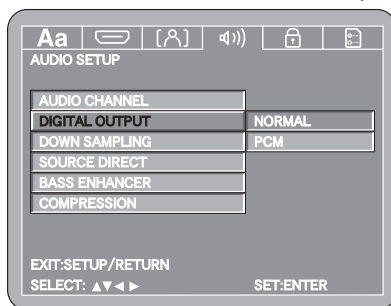 Aa
AUDIO SETUP
AUDIO CHANNEL
DIGITAL OUTPUT NORMAL
DOWN SAMPLING PCM
SOURCE DIRECT
BASS ENHANCER
COMPRESSION
EXIT:SETUP/RETURN
SELECT: ▲▼◀ ▶ SET:ENTER